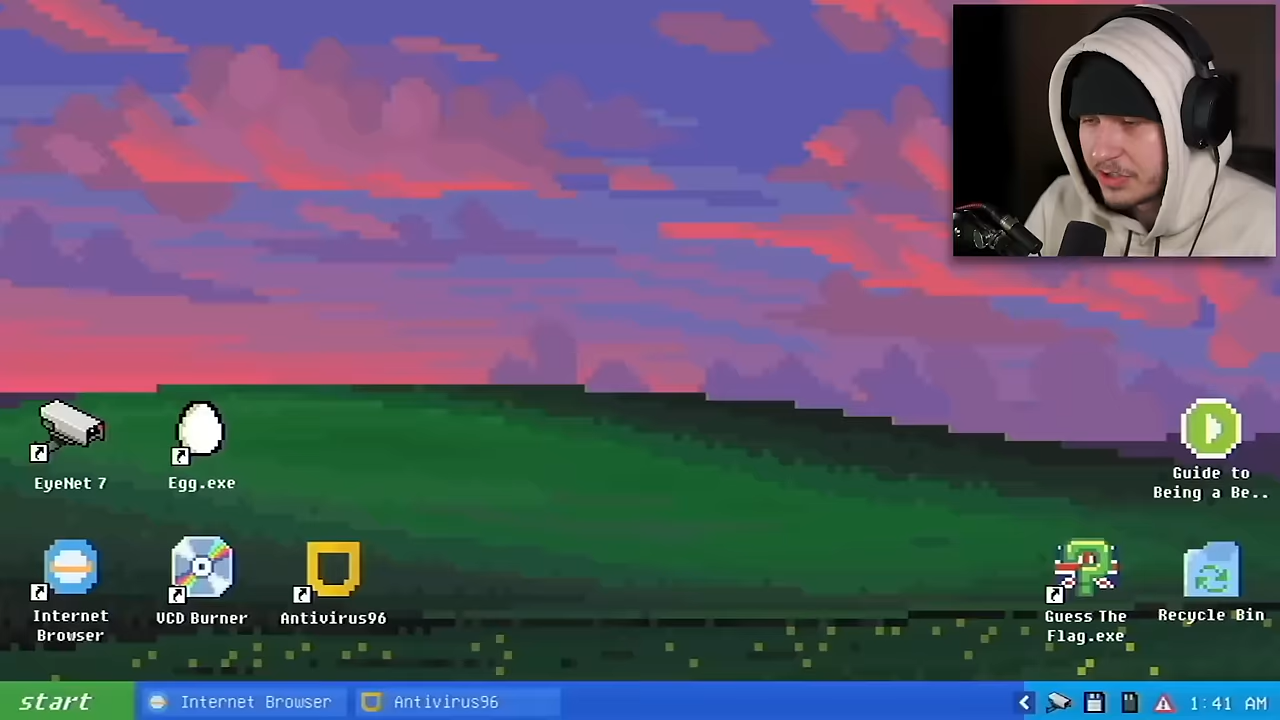 EyeNet 7
Egg.exe
Guide to
Being a Be..
Internet
Browser
VCD Burner
Antivirus96
Guess The
Flag.exe
Recycle Bin
start
Internet Browser
Antivirus96
1:41 AM